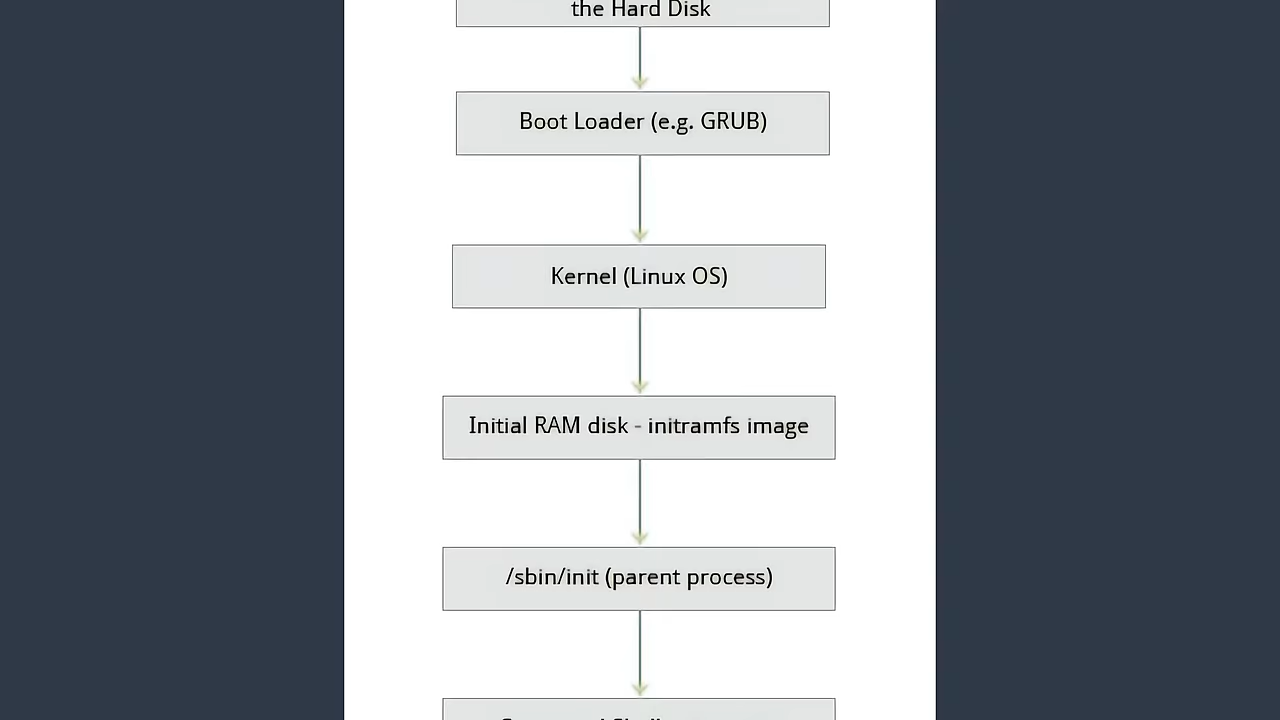 the Hard Disk
Boot Loader (e.g. GRUB)
Kernel (Linux OS)
Initial RAM disk - initramfs image
/sbin/init (parent process)